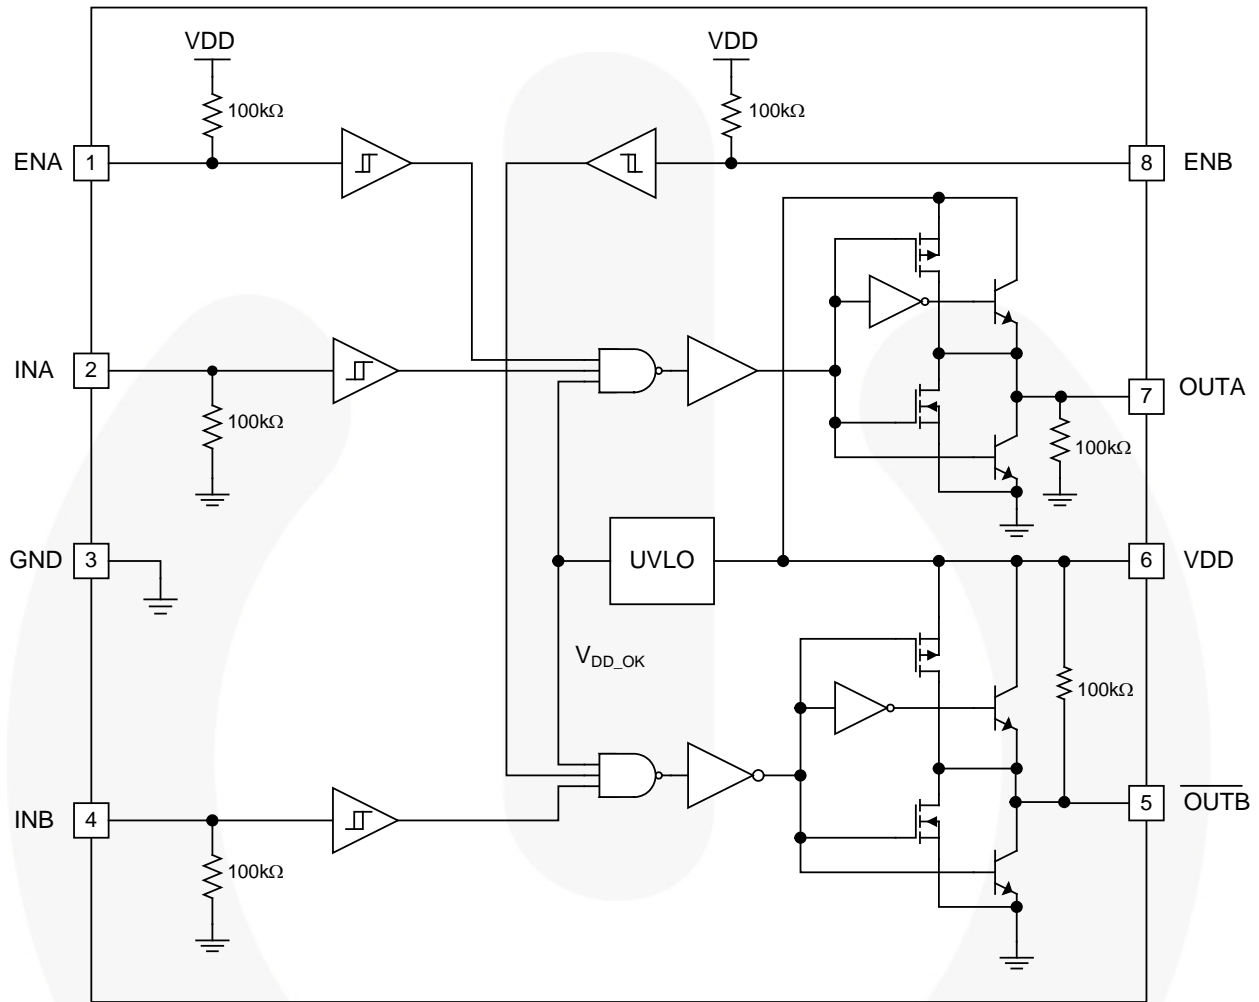 VDD
VDD
100kΩ
100kΩ
ENA
1
8
ENB
INA
2
7
OUTA
100kΩ
100kΩ
GND
3
UVLO
6
VDD
V_DD_OK
100kΩ
INB
4
5
OUTB
100kΩ